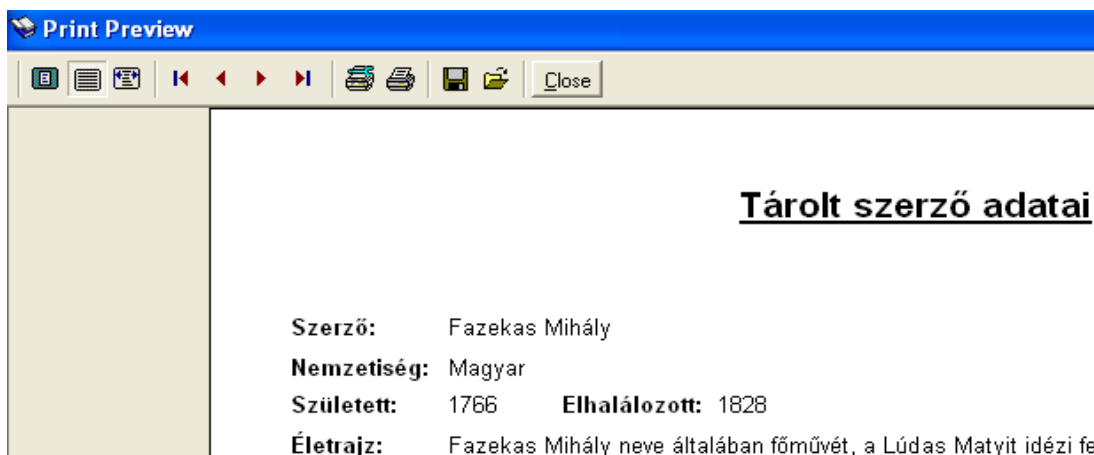 Print Preview
Close
Tárolt szerző adatai
Szerző: Fazekas Mihály
Nemzetiség: Magyar
Született: 1766 Elhalálozott: 1828
Életrajz: Fazekas Mihály neve általában főművét, a Lúdas Matyit idézi